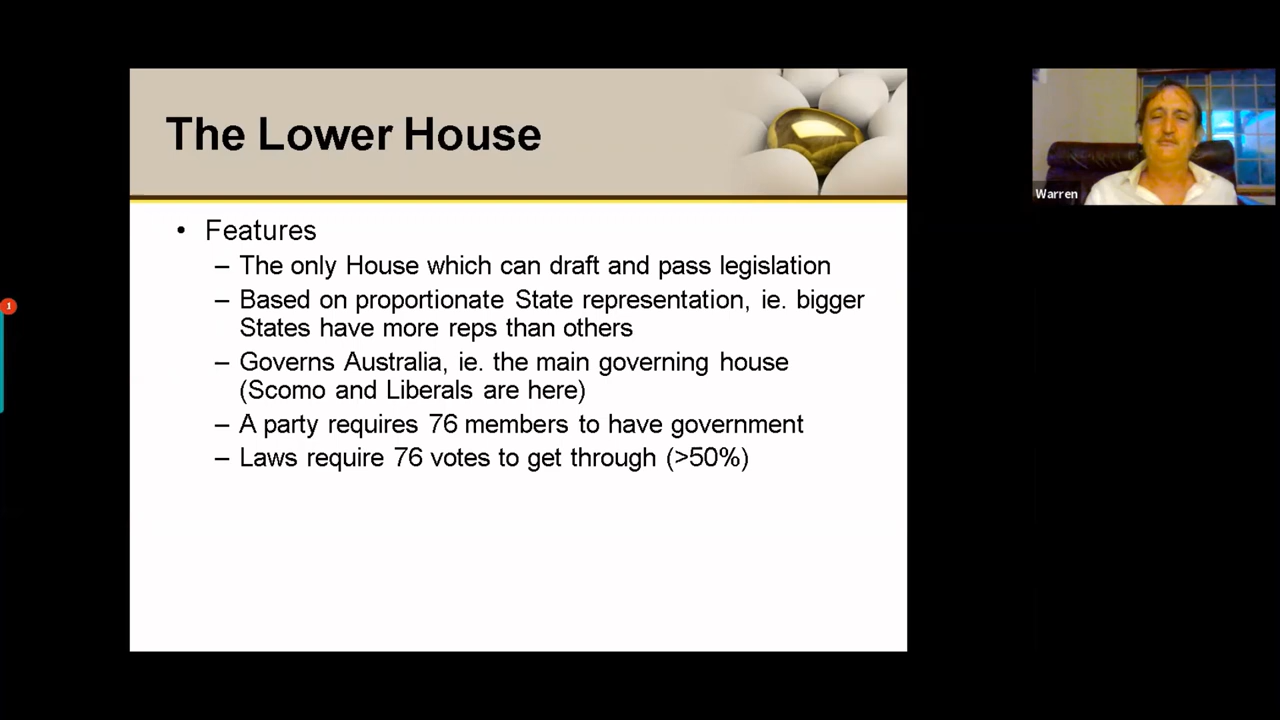 The Lower House
• Features
– The only House which can draft and pass legislation
– Based on proportionate State representation, ie. bigger
States have more reps than others
– Governs Australia, ie. the main governing house
(Scomo and Liberals are here)
– A party requires 76 members to have government
– Laws require 76 votes to get through (>50%)
Warren
1